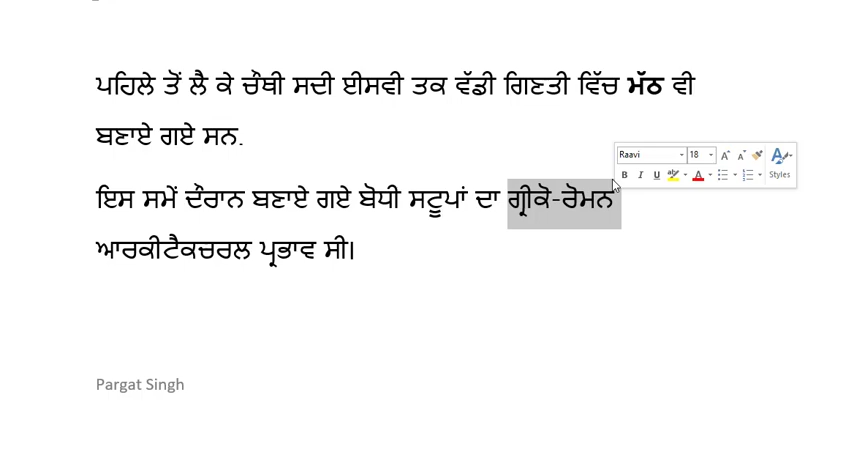 ਪਹਿਲੇ ਤੋਂ ਲੈ ਕੇ ਚੌਥੀ ਸਦੀ ਈਸਵੀ ਤਕ ਵੱਡੀ ਗਿਣਤੀ ਵਿੱਚ ਮੱਠ ਵੀ
ਬਣਾਏ ਗਏ ਸਨ.
Raavi 18
B I U Styles
ਇਸ ਸਮੇਂ ਦੌਰਾਨ ਬਣਾਏ ਗਏ ਬੋਧੀ ਸਟੂਪਾਂ ਦਾ ਗ੍ਰੀਕੋ-ਰੋਮਨ
ਆਰਕੀਟੈਕਚਰਲ ਪ੍ਰਭਾਵ ਸੀ।
Pargat Singh